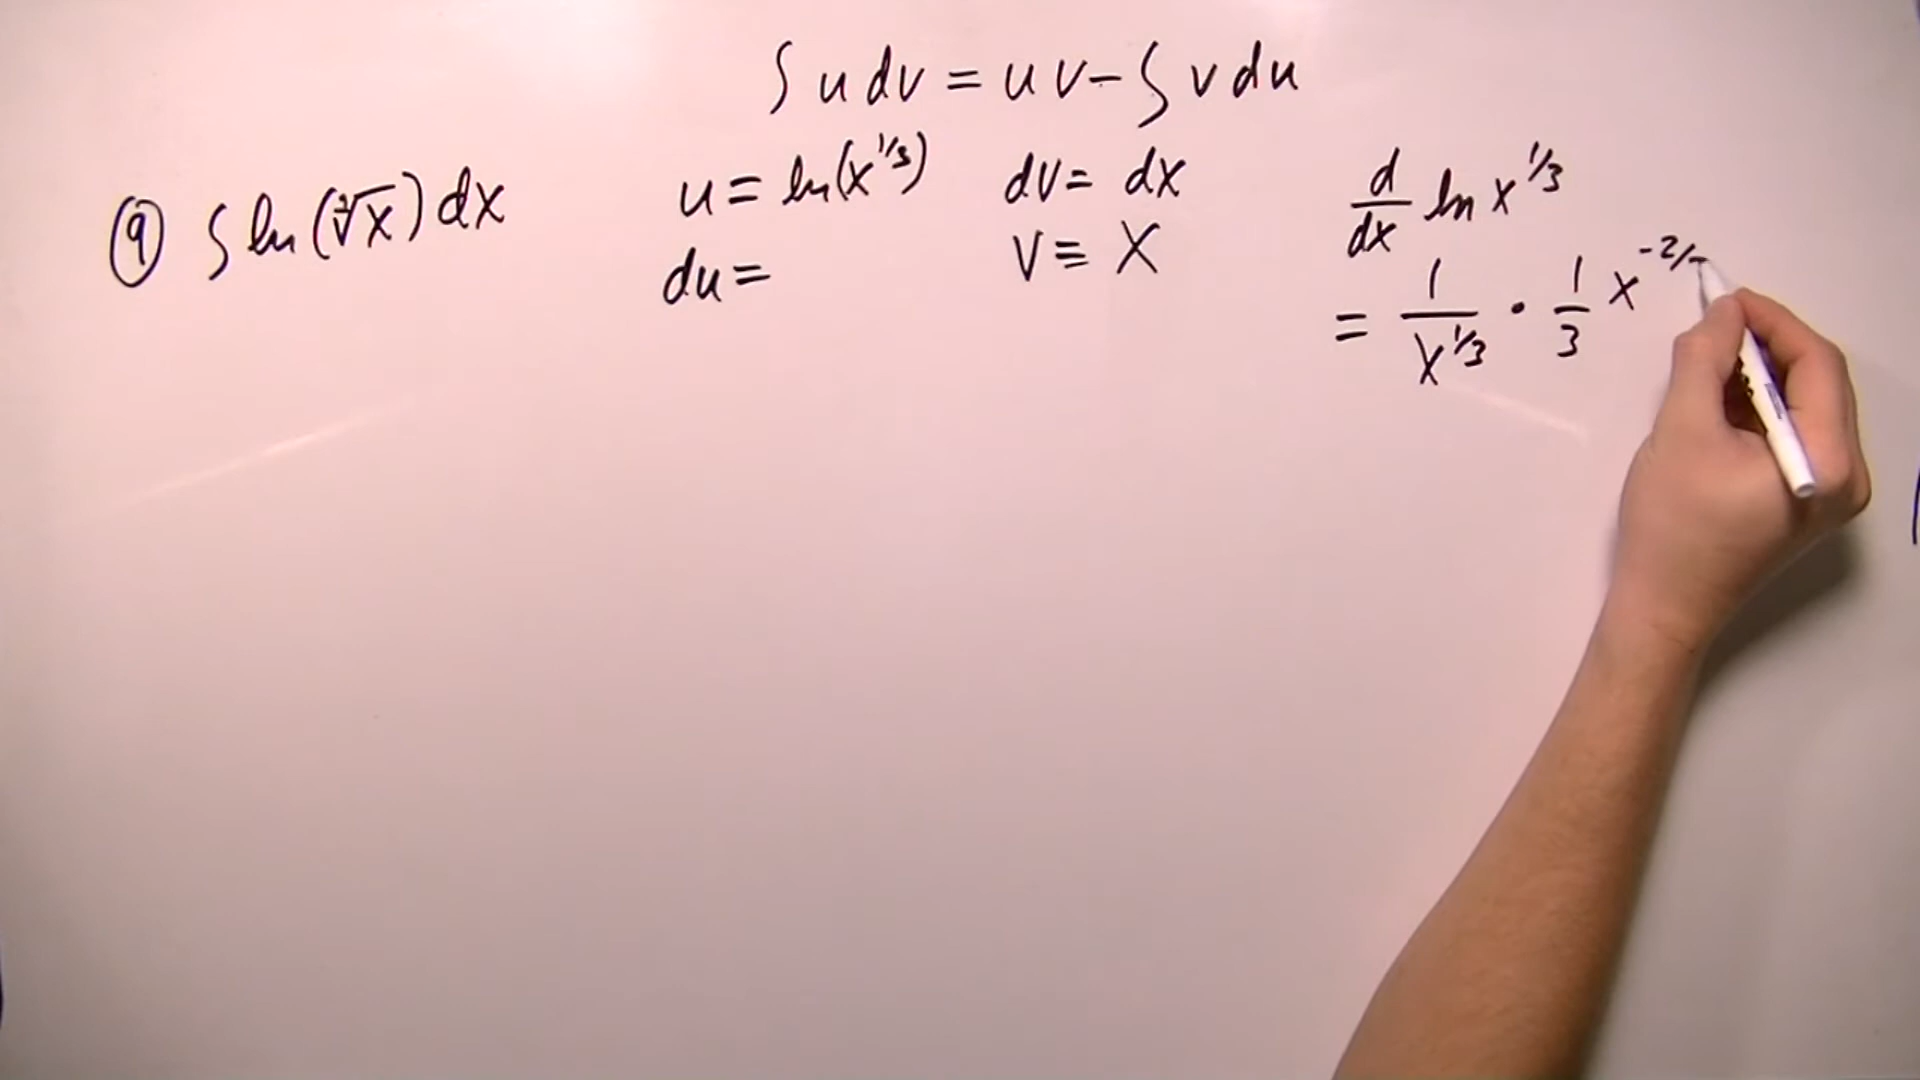 ∫ u dv = uv - ∫ v du
⑨ ∫ ln(∛x) dx
u = ln(x^1/3) dv = dx
du = v = x
d/dx ln x^1/3
= 1/x^1/3 · 1/3 x^-2/